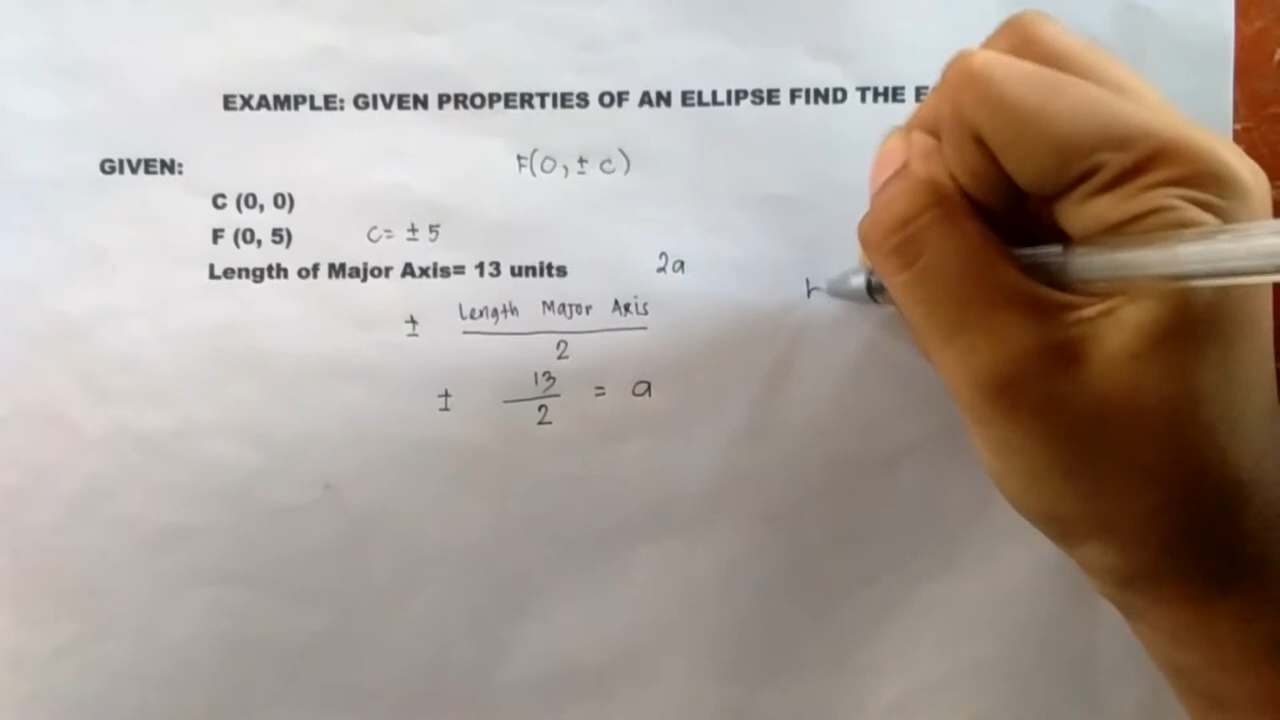 EXAMPLE: GIVEN PROPERTIES OF AN ELLIPSE FIND THE
GIVEN:
F(0, ± c)
C (0, 0)
F (0, 5) c= ± 5
Length of Major Axis= 13 units 2a
± Length Major Axis
2
± 13/2 = a